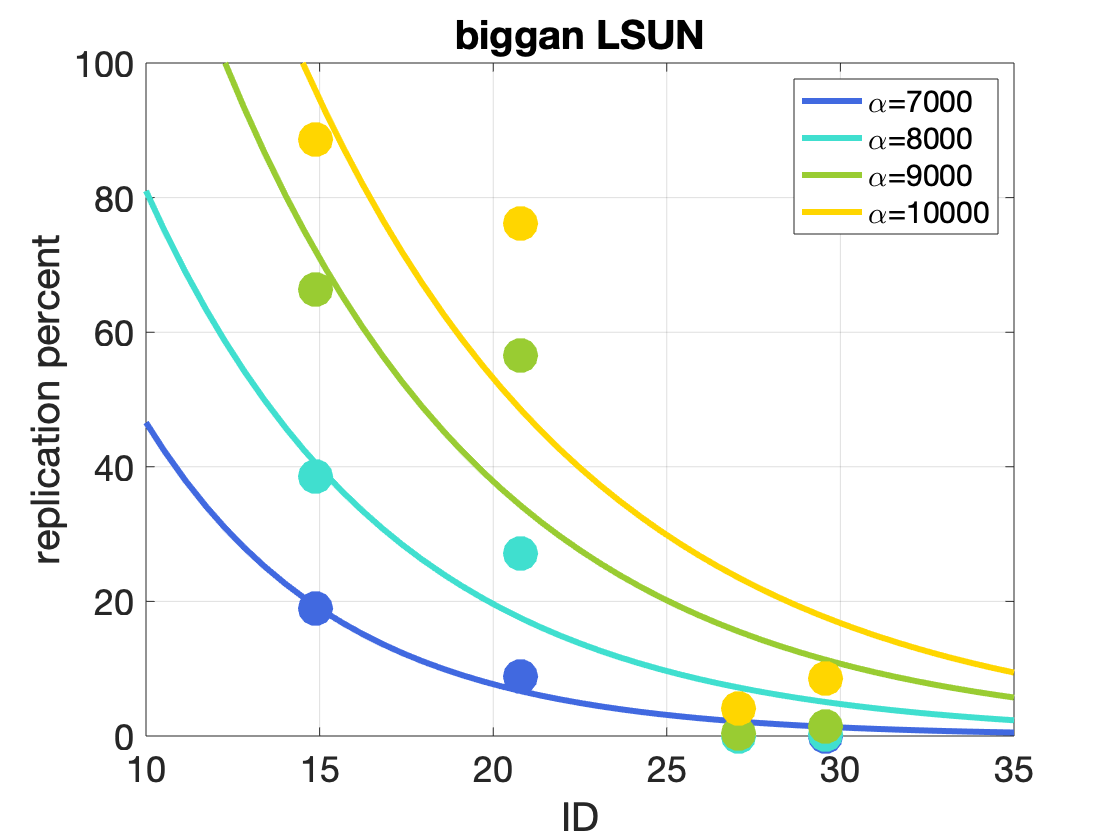 biggan LSUN
100
80
60
40
20
0
replication percent
α=7000
α=8000
α=9000
α=10000
10 15 20 25 30 35
ID